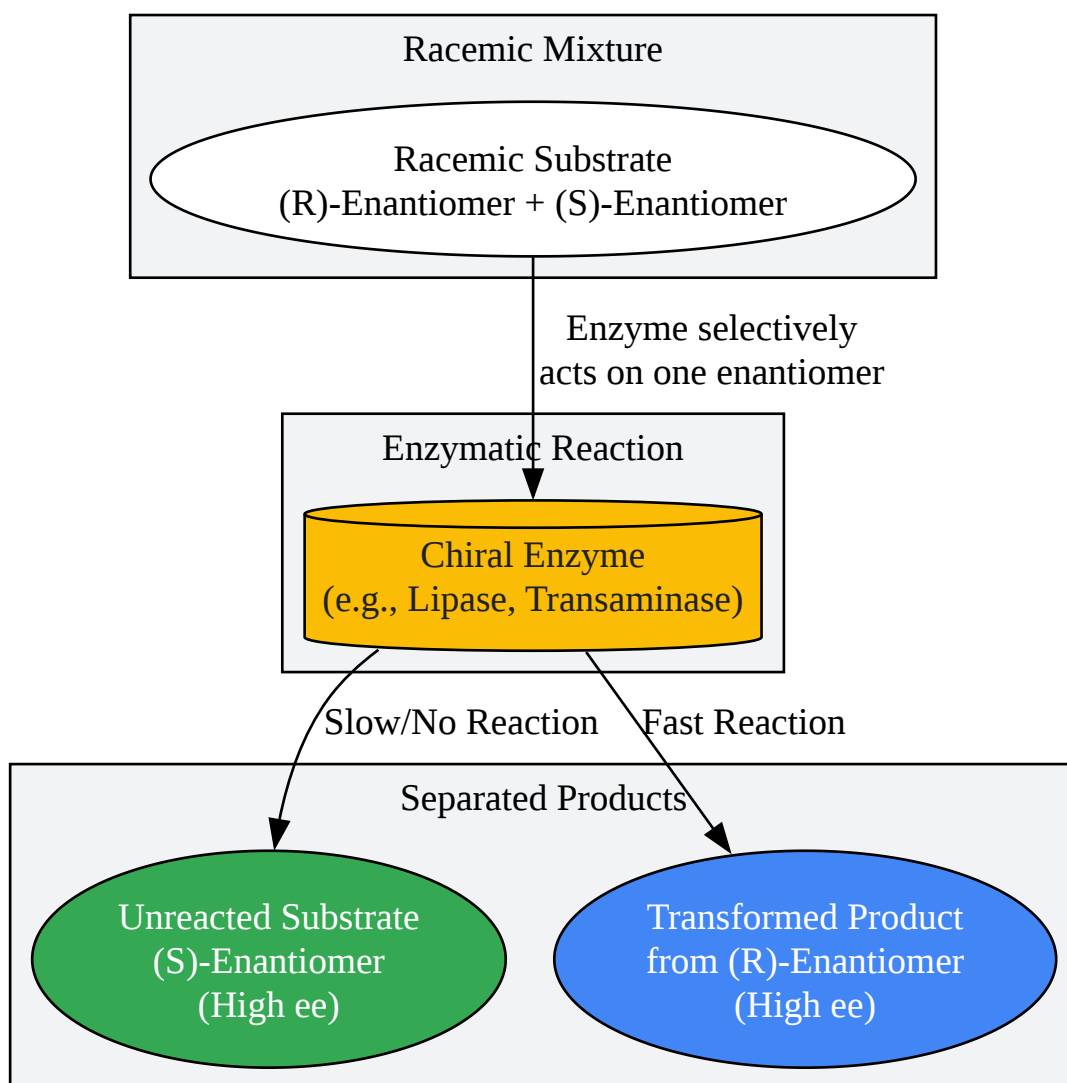 Racemic Mixture
Racemic Substrate
(R)-Enantiomer + (S)-Enantiomer
Enzyme selectively
acts on one enantiomer
Enzymatic Reaction
Chiral Enzyme
(e.g., Lipase, Transaminase)
Slow/No Reaction
Fast Reaction
Separated Products
Unreacted Substrate
(S)-Enantiomer
(High ee)
Transformed Product
from (R)-Enantiomer
(High ee)